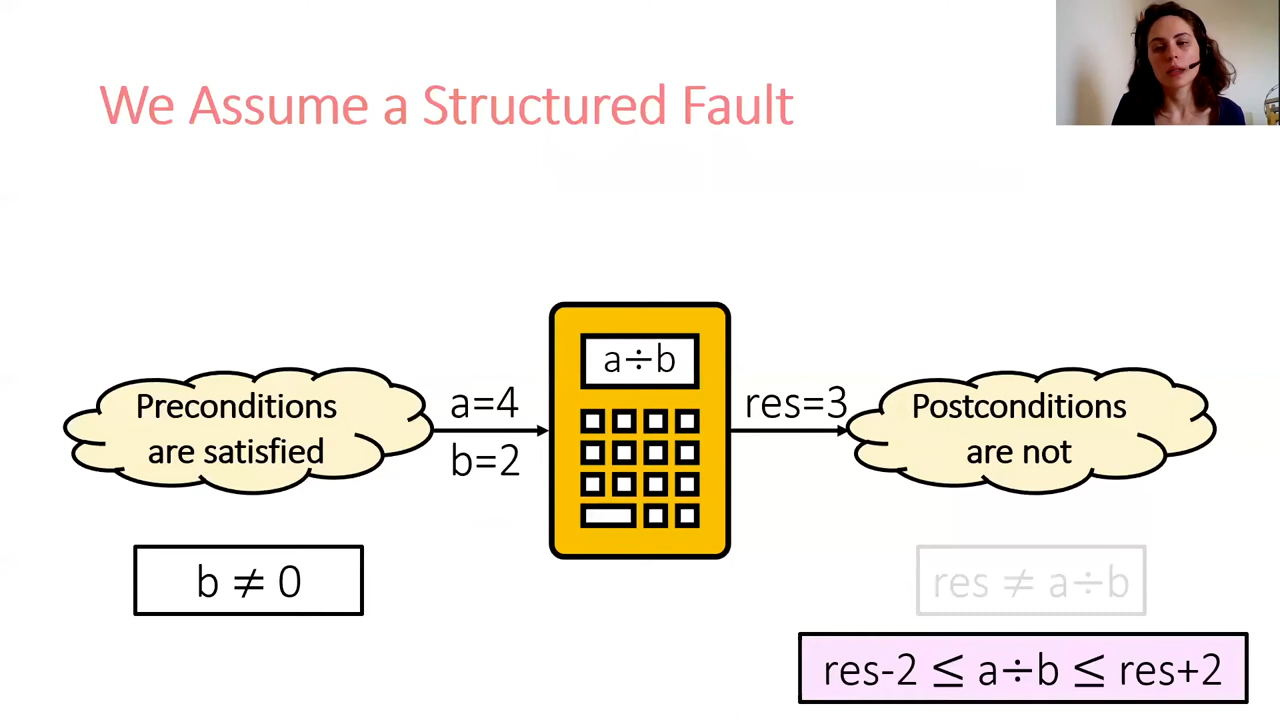 We Assume a Structured Fault
a÷b
Preconditions
are satisfied
a=4
b=2
res=3
Postconditions
are not
b ≠ 0
res ≠ a÷b
res-2 ≤ a÷b ≤ res+2